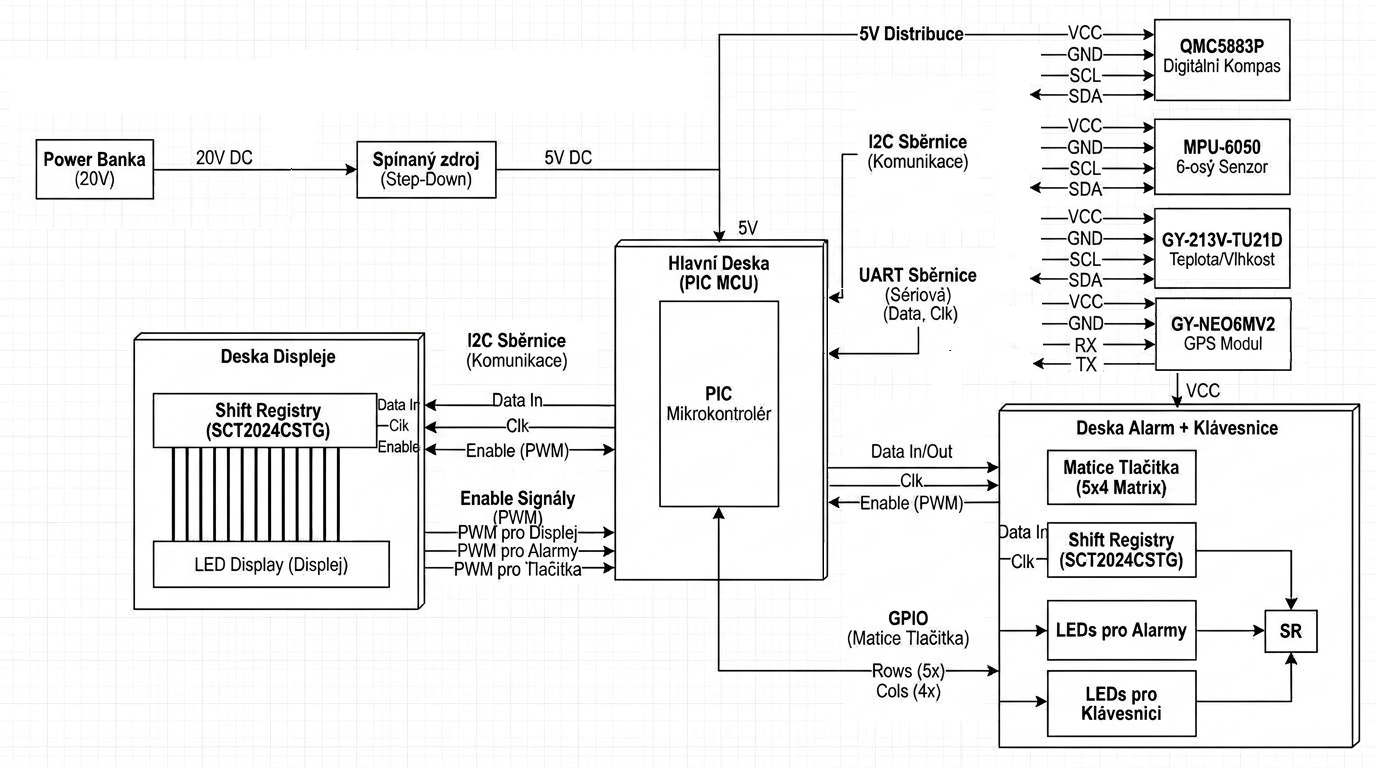 5V Distribuce
VCC
GND
SCL
SDA
QMC5883P
Digitální Kompas
I2C Sběrnice
(Komunikace)
VCC
GND
SCL
SDA
MPU-6050
6-osý Senzor
Power Banka
(20V)
20V DC
Spínaný zdroj
(Step-Down)
5V DC
5V
VCC
GND
SCL
SDA
GY-213V-TU21D
Teplota/Vlhkost
UART Sběrnice
(Sériová)
(Data, Clk)
VCC
GND
RX
TX
GY-NEO6MV2
GPS Modul
VCC
Hlavní Deska
(PIC MCU)
PIC
Mikrokontrolér
Deska Displeje
Shift Registry
(SCT2024CSTG)
Data In
Clk
Enable
LED Display (Displej)
I2C Sběrnice
(Komunikace)
Data In
Clk
Enable (PWM)
Enable Signály
(PWM)
PWM pro Displej
PWM pro Alarmy
PWM pro Tlačítka
Data In/Out
Clk
Enable (PWM)
GPIO
(Matice Tlačitka)
Rows (5x)
Cols (4x)
Deska Alarm + Klávesnice
Matice Tlačitka
(5x4 Matrix)
Data In
Clk
Shift Registry
(SCT2024CSTG)
LEDs pro Alarmy
SR
LEDs pro
Klávesnici